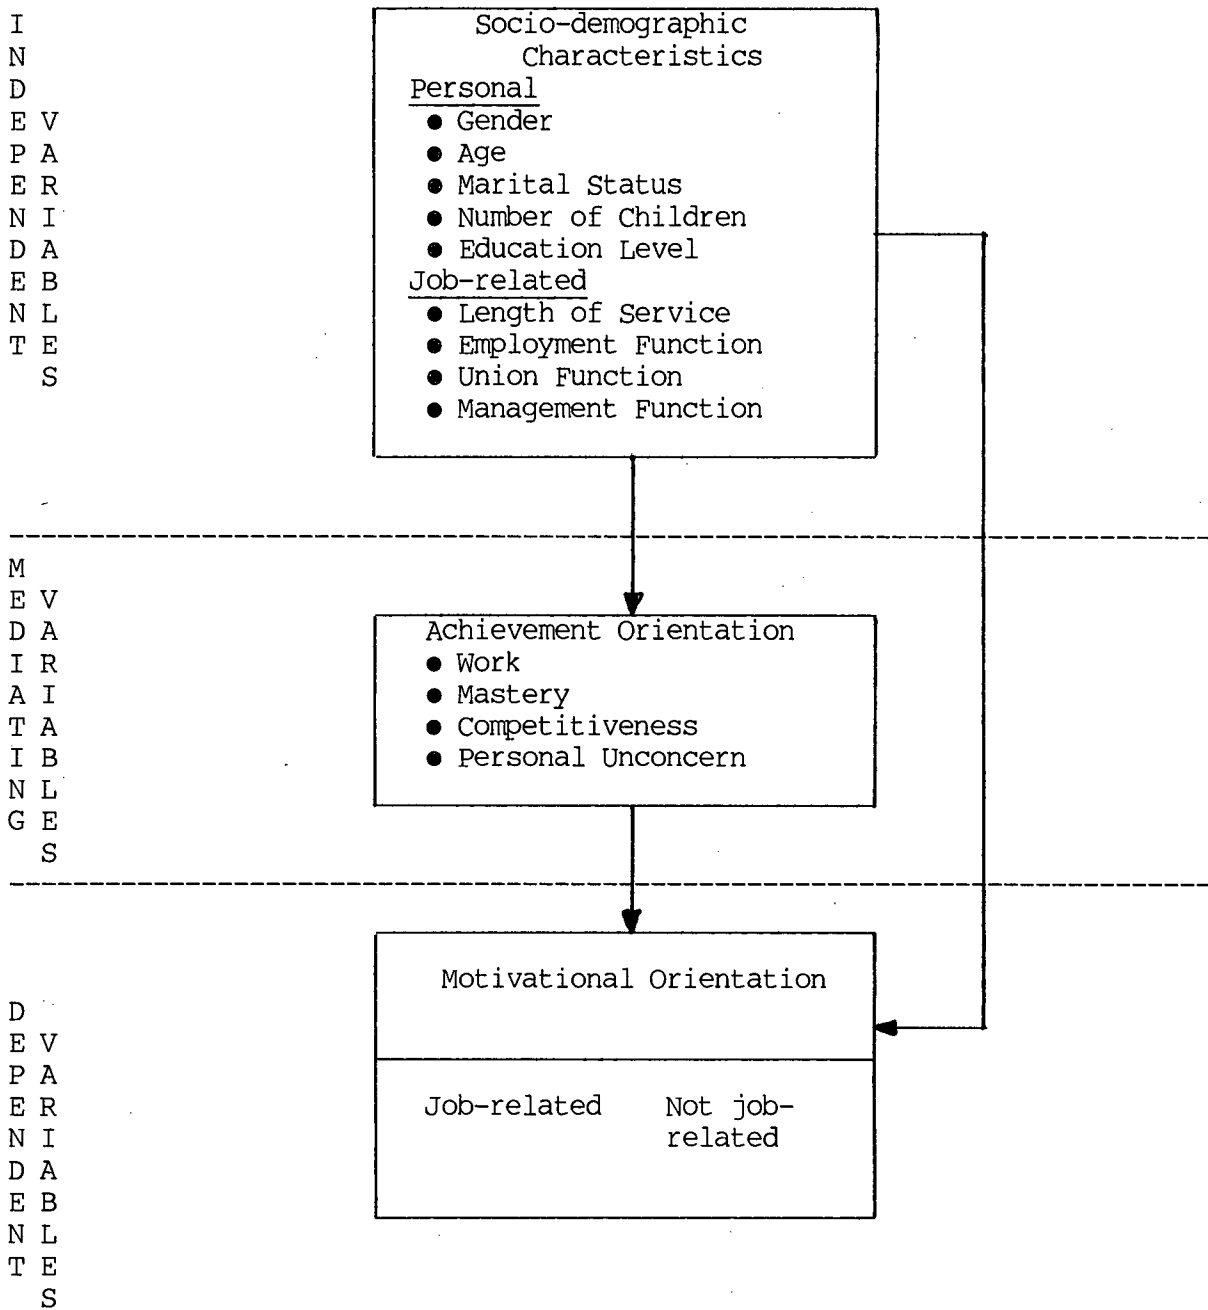 INDEPENDENT
VARIABLES
Socio-demographic
Characteristics
Personal
● Gender
● Age
● Marital Status
● Number of Children
● Education Level
Job-related
● Length of Service
● Employment Function
● Union Function
● Management Function
MEDIATING
VARIABLES
Achievement Orientation
● Work
● Mastery
● Competitiveness
● Personal Unconcern
DEPENDENT
VARIABLES
Motivational Orientation
Job-related
Not job-
related